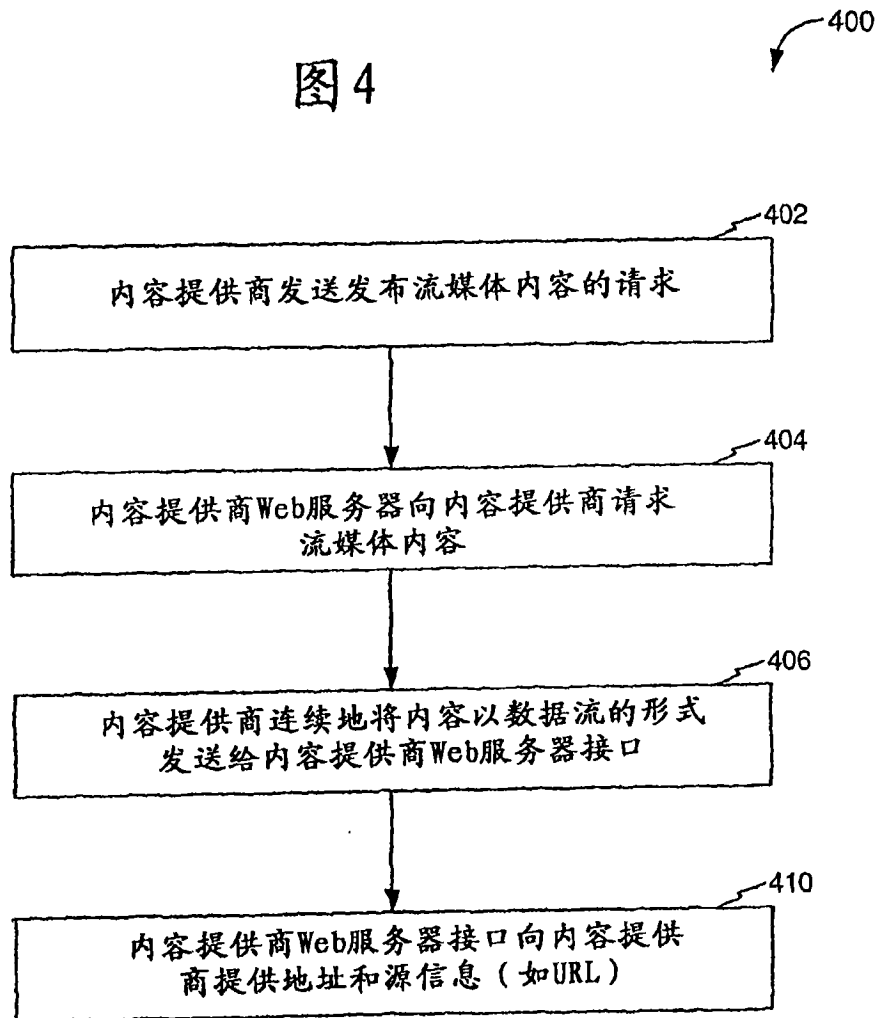 400
图4
402
内容提供商发送发布流媒体内容的请求
404
内容提供商Web服务器向内容提供商请求
流媒体内容
406
内容提供商连续地将内容以数据流的形式
发送给内容提供商Web服务器接口
410
内容提供商Web服务器接口向内容提供
商提供地址和源信息（如URL）